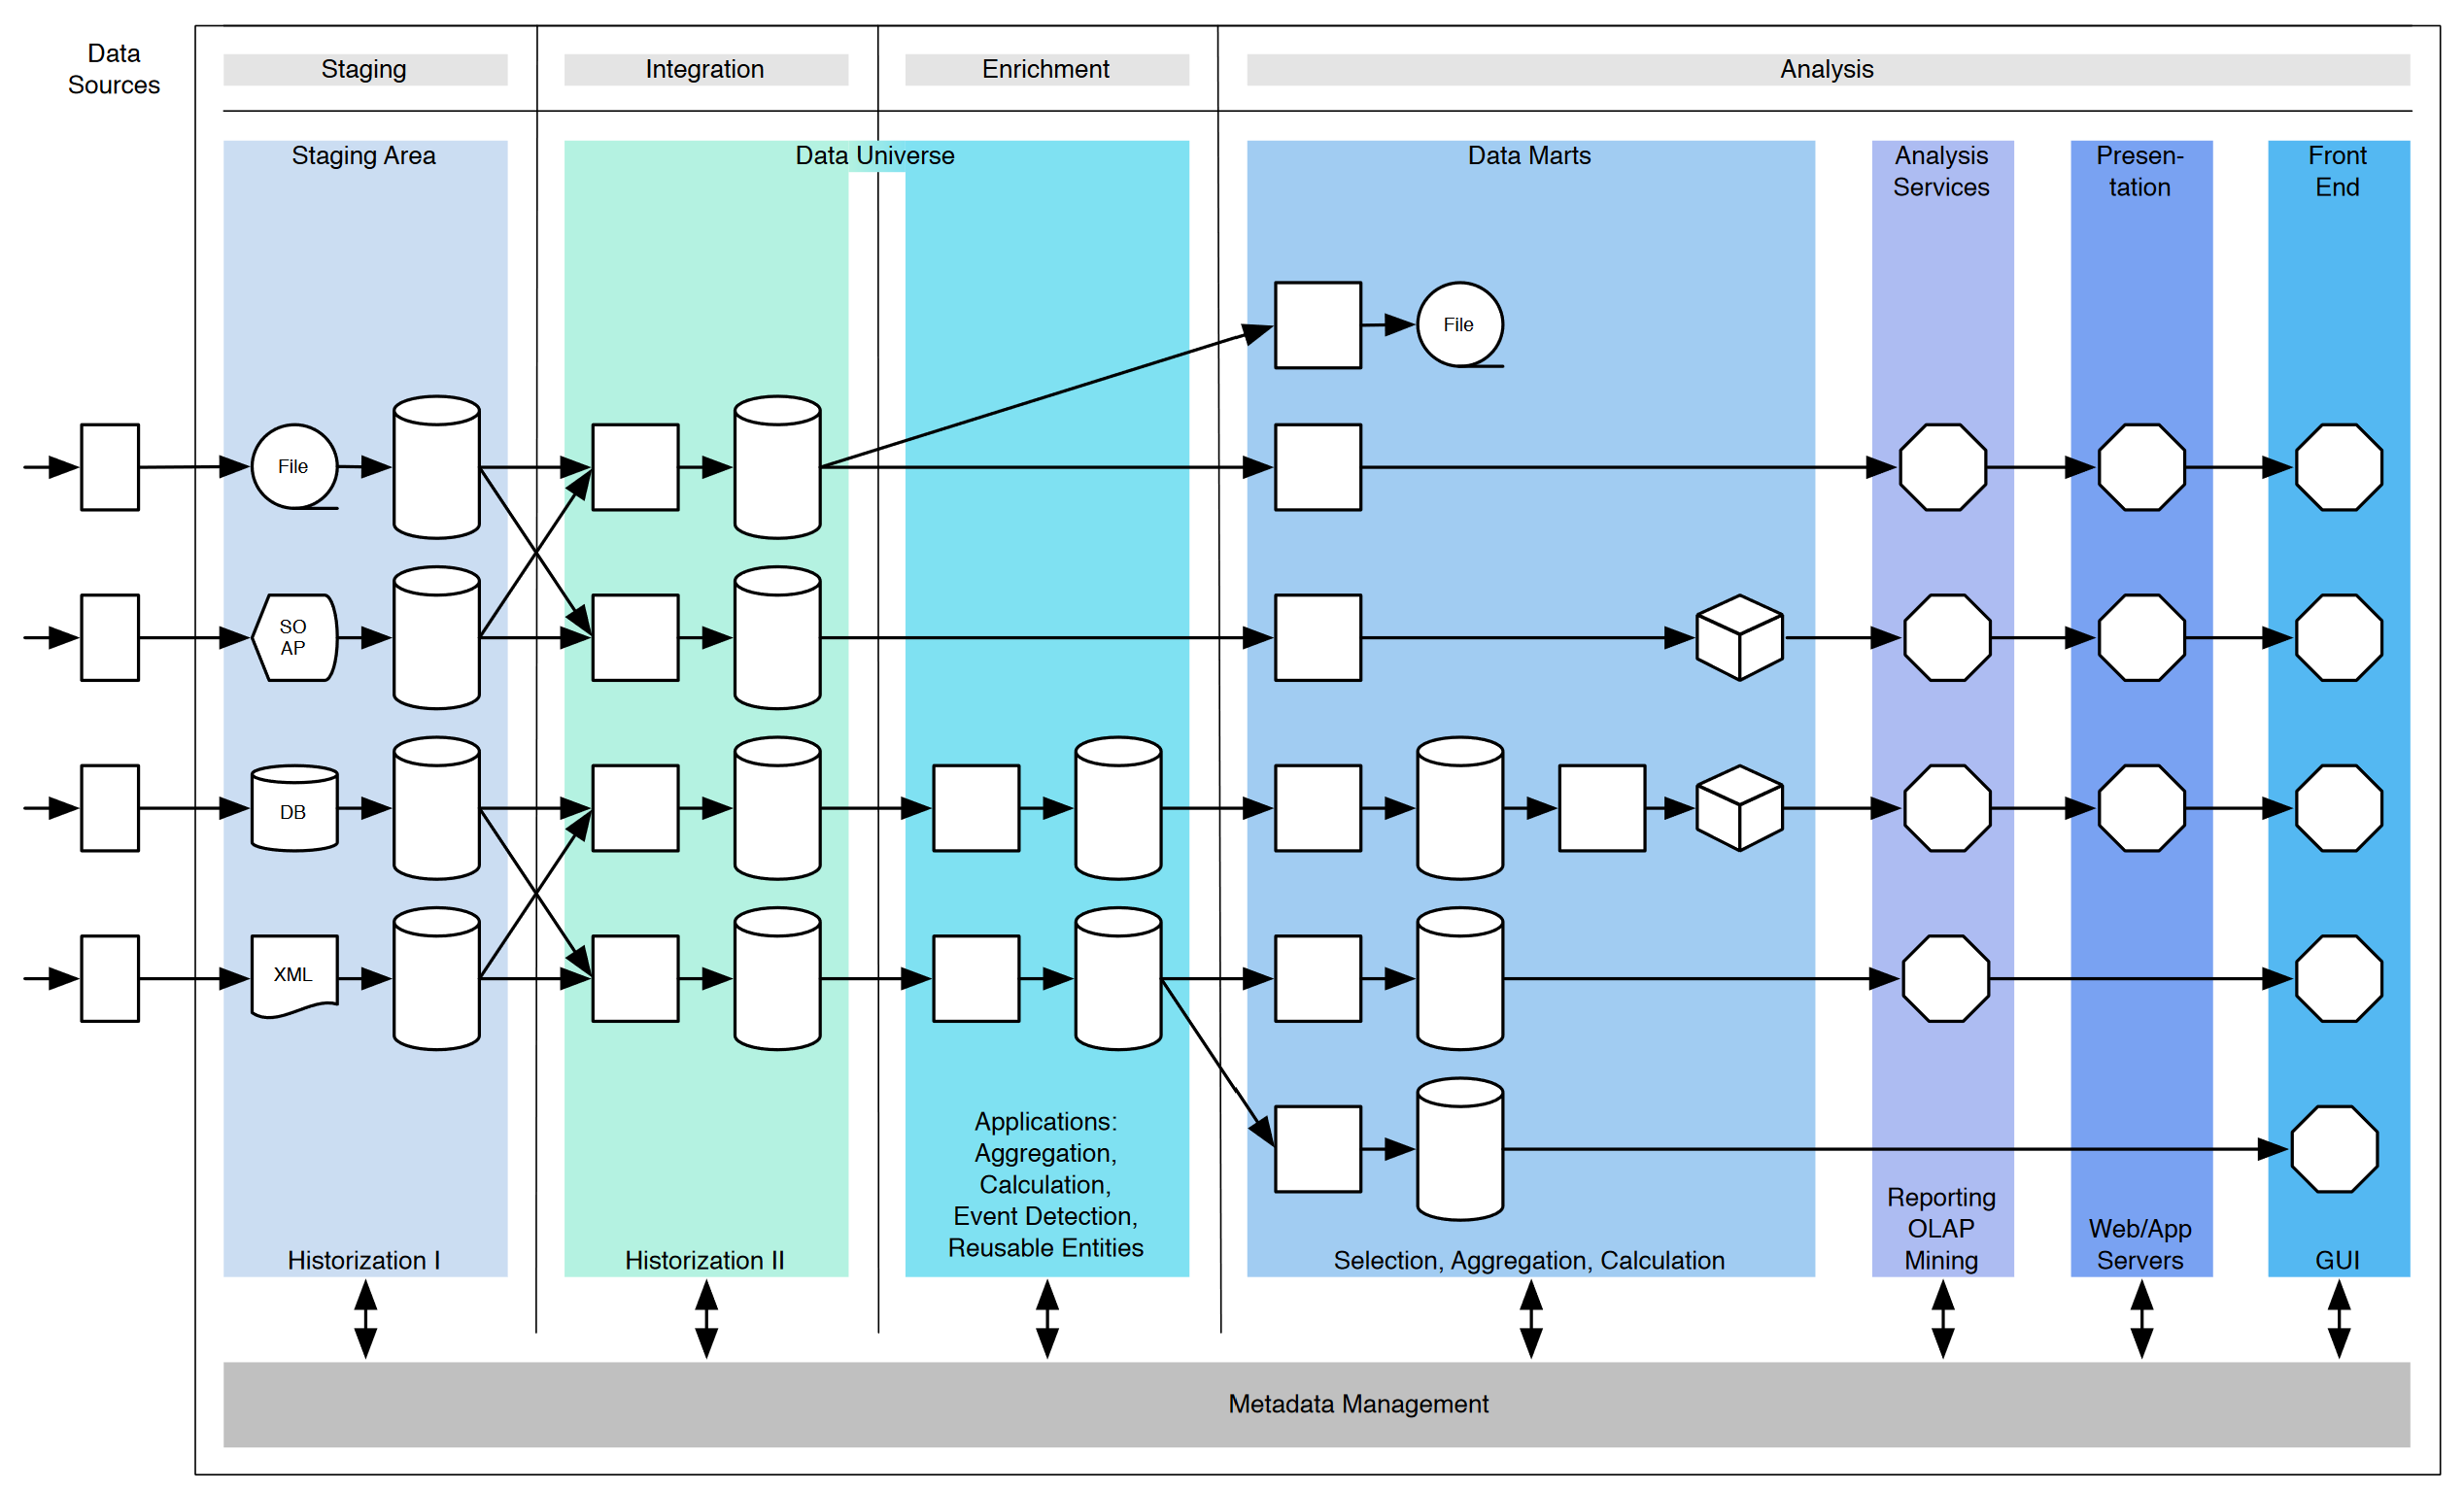 Data
Sources
Staging
Integration
Enrichment
Analysis
Staging Area
Data Universe
Data Marts
Analysis
Services
Presen-
tation
Front
End
File
File
SO
AP
DB
XML
Applications:
Aggregation,
Calculation,
Event Detection,
Reusable Entities
Historization I
Historization II
Selection, Aggregation, Calculation
Reporting
OLAP
Mining
Web/App
Servers
GUI
Metadata Management